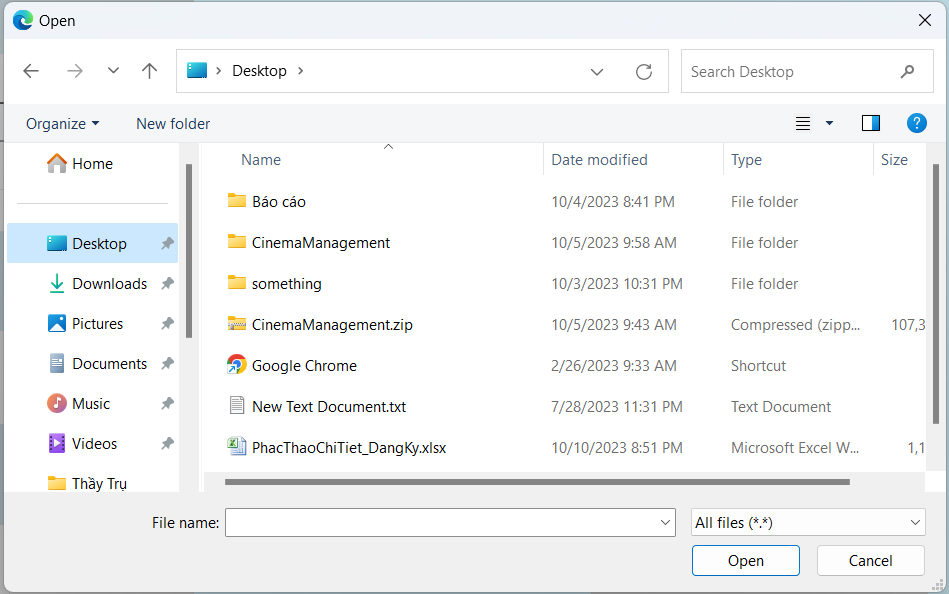 Open
Desktop
Search Desktop
Organize
New folder
Name Date modified Type Size
Home
Desktop
Downloads
Pictures
Documents
Music
Videos
Thầy Trụ
Báo cáo 10/4/2023 8:41 PM File folder
CinemaManagement 10/5/2023 9:58 AM File folder
something 10/3/2023 10:31 PM File folder
CinemaManagement.zip 10/5/2023 9:43 AM Compressed (zipp... 107,3
Google Chrome 2/26/2023 9:33 AM Shortcut
New Text Document.txt 7/28/2023 11:31 PM Text Document
PhacThaoChiTiet_DangKy.xlsx 10/10/2023 8:51 PM Microsoft Excel W... 1,1
File name: All files (*.*)
Open Cancel